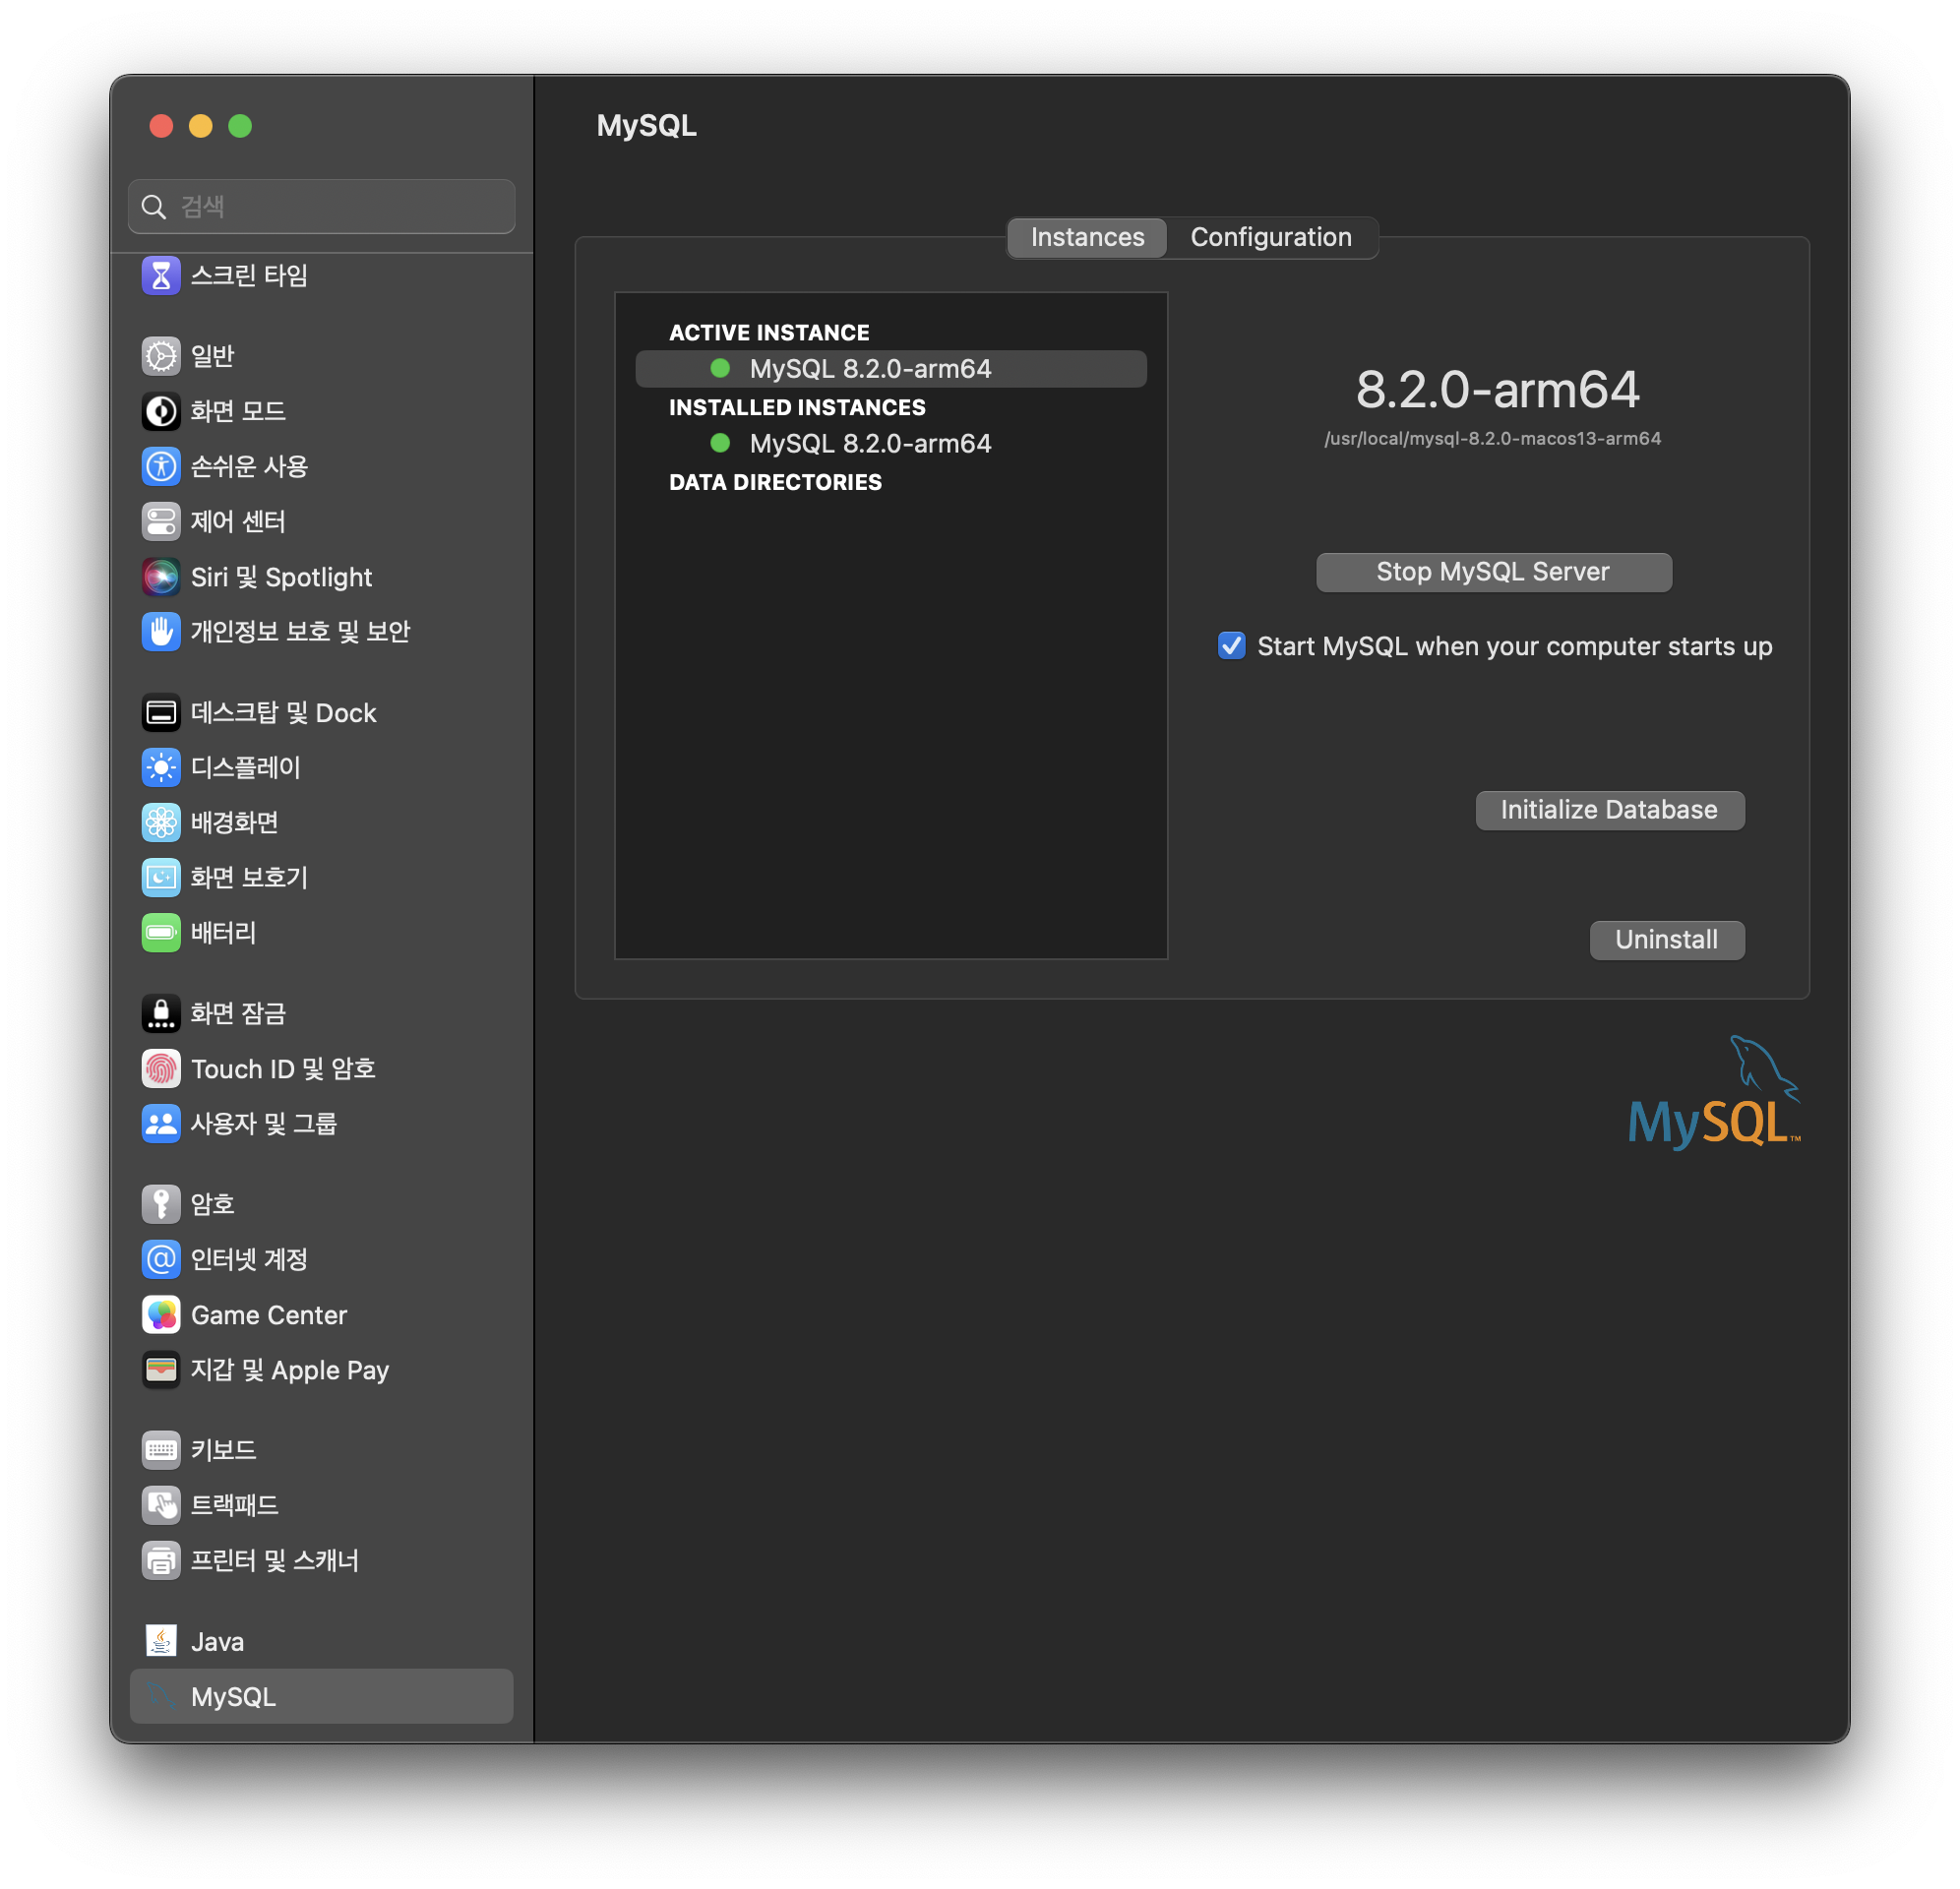 검색
스크린 타임
일반
화면 모드
손쉬운 사용
제어 센터
Siri 및 Spotlight
개인정보 보호 및 보안
데스크탑 및 Dock
디스플레이
배경화면
화면 보호기
배터리
화면 잠금
Touch ID 및 암호
사용자 및 그룹
암호
인터넷 계정
Game Center
지갑 및 Apple Pay
키보드
트랙패드
프린터 및 스캐너
Java
MySQL
MySQL
Instances
Configuration
ACTIVE INSTANCE
MySQL 8.2.0-arm64
INSTALLED INSTANCES
MySQL 8.2.0-arm64
DATA DIRECTORIES
8.2.0-arm64
/usr/local/mysql-8.2.0-macos13-arm64
Stop MySQL Server
Start MySQL when your computer starts up
Initialize Database
Uninstall
MySQL™